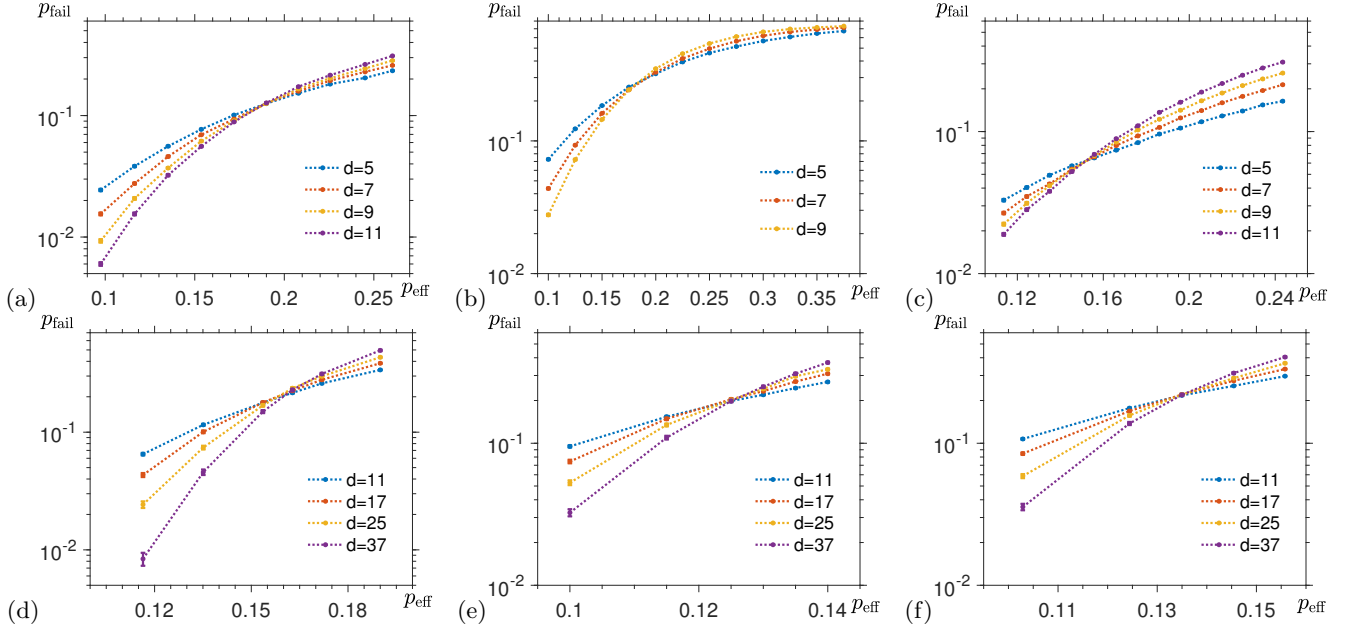 p_fail
10^-1
10^-2
d=5
d=7
d=9
d=11
0.1 0.15 0.2 0.25
p_eff
(a)
p_fail
10^-1
10^-2
d=5
d=7
d=9
0.1 0.15 0.2 0.25 0.3 0.35
p_eff
(b)
p_fail
10^-1
10^-2
d=5
d=7
d=9
d=11
0.12 0.16 0.2 0.24
p_eff
(c)
p_fail
10^-1
10^-2
d=11
d=17
d=25
d=37
0.12 0.15 0.18
p_eff
(d)
p_fail
10^-1
10^-2
d=11
d=17
d=25
d=37
0.1 0.12 0.14
p_eff
(e)
p_fail
10^-1
10^-2
d=11
d=17
d=25
d=37
0.11 0.13 0.15
p_eff
(f)